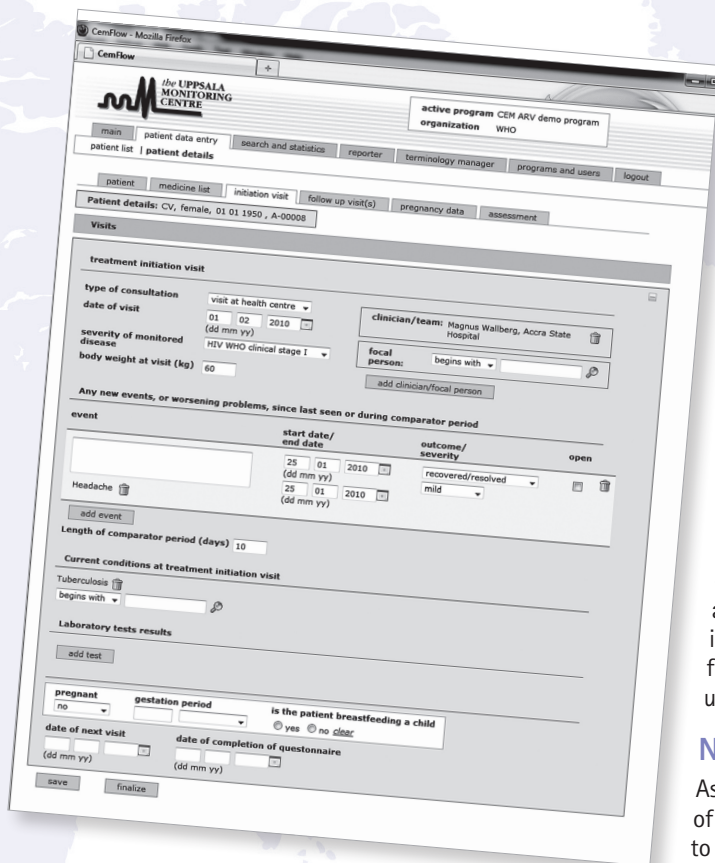 CemFlow - Mozilla Firefox
CemFlow
the UPPSALA
MONITORING
CENTRE
active program CEM ARV demo program
organization WHO
main patient data entry search and statistics reporter terminology manager programs and users logout
patient list | patient details
patient medicine list initiation visit follow up visit(s) pregnancy data assessment
Patient details: CV, female, 01 01 1950 , A-00008
Visits
treatment initiation visit
type of consultation visit at health centre
date of visit 01 02 2010
(dd mm yy)
severity of monitored
disease HIV WHO clinical stage I
body weight at visit (kg) 60
clinician/team: Magnus Wallberg, Accra State
Hospital
focal
person: begins with
add clinician/focal person
Any new events, or worsening problems, since last seen or during comparator period
event start date/
end date outcome/
severity open
25 01 2010 recovered/resolved
(dd mm yy) mild
Headache 25 01 2010
(dd mm yy)
add event
Length of comparator period (days) 10
Current conditions at treatment initiation visit
Tuberculosis
begins with
Laboratory tests results
add test
pregnant gestation period is the patient breastfeeding a child
no yes no clear
date of next visit date of completion of questonnaire
(dd mm yy) (dd mm yy)
save finalize
a
i
f
u
N
As
of
to